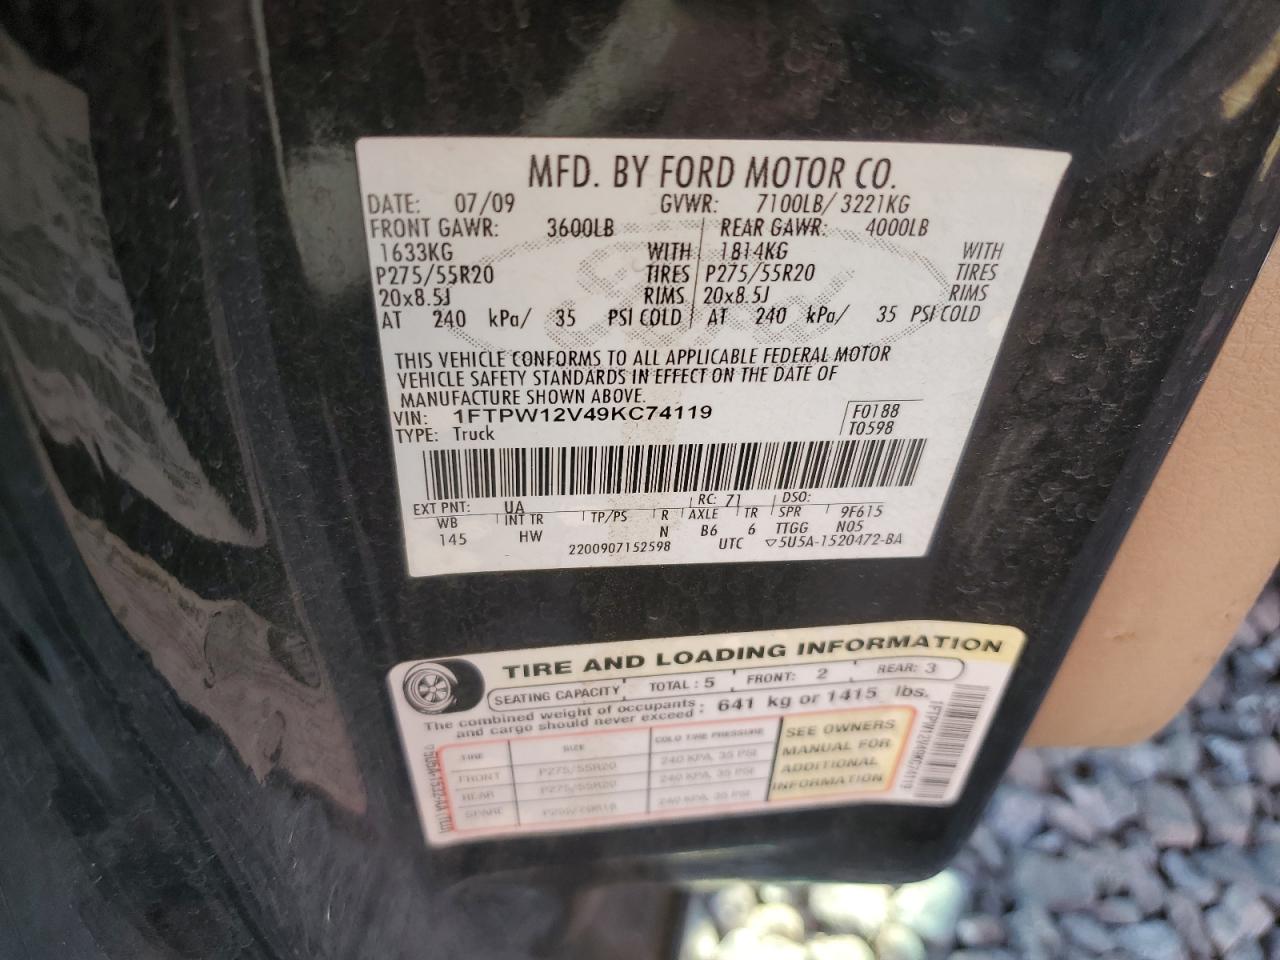 MFD. BY FORD MOTOR CO.
DATE: 07/09 GVWR: 7100LB/ 3221KG
FRONT GAWR: 3600LB REAR GAWR: 4000LB
1633KG WITH 1814KG WITH
P275/55R20 TIRES P275/55R20 TIRES
20x8.5J RIMS 20x8.5J RIMS
AT 240 kPa/ 35 PSI COLD AT 240 kPa/ 35 PSI COLD
THIS VEHICLE CONFORMS TO ALL APPLICABLE FEDERAL MOTOR
VEHICLE SAFETY STANDARDS IN EFFECT ON THE DATE OF
MANUFACTURE SHOWN ABOVE.
VIN: 1FTPW12V49KC74119 F0188
TYPE: Truck T0598
EXT PNT: UA RC: 71 DSO:
WB INT TR TP/PS R AXLE TR SPR 9F615
145 HW N B6 6 TTGG N05
2200907152598 UTC ▽5U5A-1520472-BA
TIRE AND LOADING INFORMATION
SEATING CAPACITY TOTAL : 5 FRONT: 2 REAR: 3
The combined weight of occupants : 641 kg or 1415 lbs.
and cargo should never exceed
TIRE SIZE COLD TIRE PRESSURE
FRONT P275/55R20 240 KPA, 35 PSI
REAR P275/55R20 240 KPA, 35 PSI
SPARE 240 KPA, 35 PSI
SEE OWNERS
MANUAL FOR
ADDITIONAL
INFORMATION
1FTPW12V49KC74119